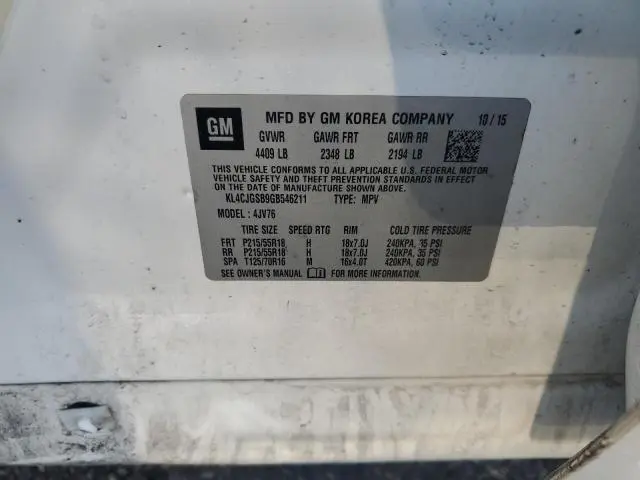 GM MFD BY GM KOREA COMPANY 10/15
GVWR GAWR FRT GAWR RR
4409 LB 2348 LB 2194 LB
THIS VEHICLE CONFORMS TO ALL APPLICABLE U.S. FEDERAL MOTOR
VEHICLE SAFETY AND THEFT PREVENTION STANDARDS IN EFFECT
ON THE DATE OF MANUFACTURE SHOWN ABOVE.
KL4CJGSB9GB546211 TYPE: MPV
MODEL: 4JV76
TIRE SIZE SPEED RTG RIM COLD TIRE PRESSURE
FRT P215/55R18 H 18x7.0J 240KPA, 35 PSI
RR P215/55R18 H 18x7.0J 240KPA, 35 PSI
SPA T125/70R16 M 16x4.0T 420KPA, 60 PSI
SEE OWNER'S MANUAL FOR MORE INFORMATION.